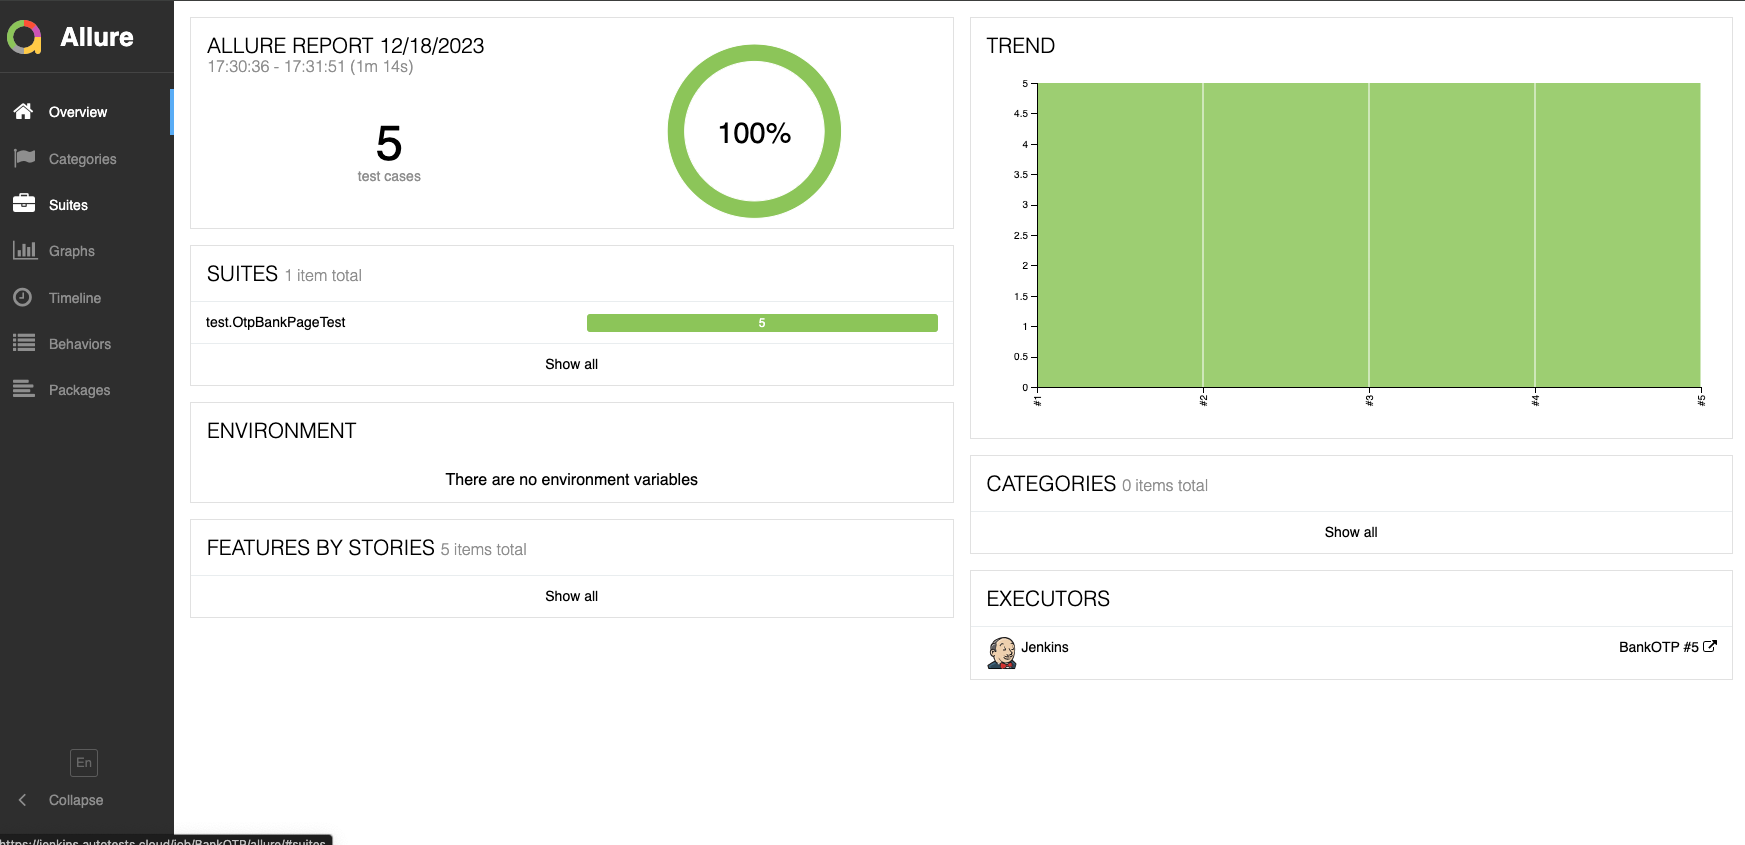 Allure
Overview
Categories
Suites
Graphs
Timeline
Behaviors
Packages
En
Collapse
https://jenkins.autotests.cloud/job/BankOTP/allure/#suites
ALLURE REPORT 12/18/2023
17:30:36 - 17:31:51 (1m 14s)
5
test cases
100%
SUITES 1 item total
test.OtpBankPageTest 5
Show all
ENVIRONMENT
There are no environment variables
FEATURES BY STORIES 5 items total
Show all
TREND
5
4.5
4
3.5
3
2.5
2
1.5
1
0.5
0
#1 #2 #3 #4 #5
CATEGORIES 0 items total
Show all
EXECUTORS
Jenkins BankOTP #5